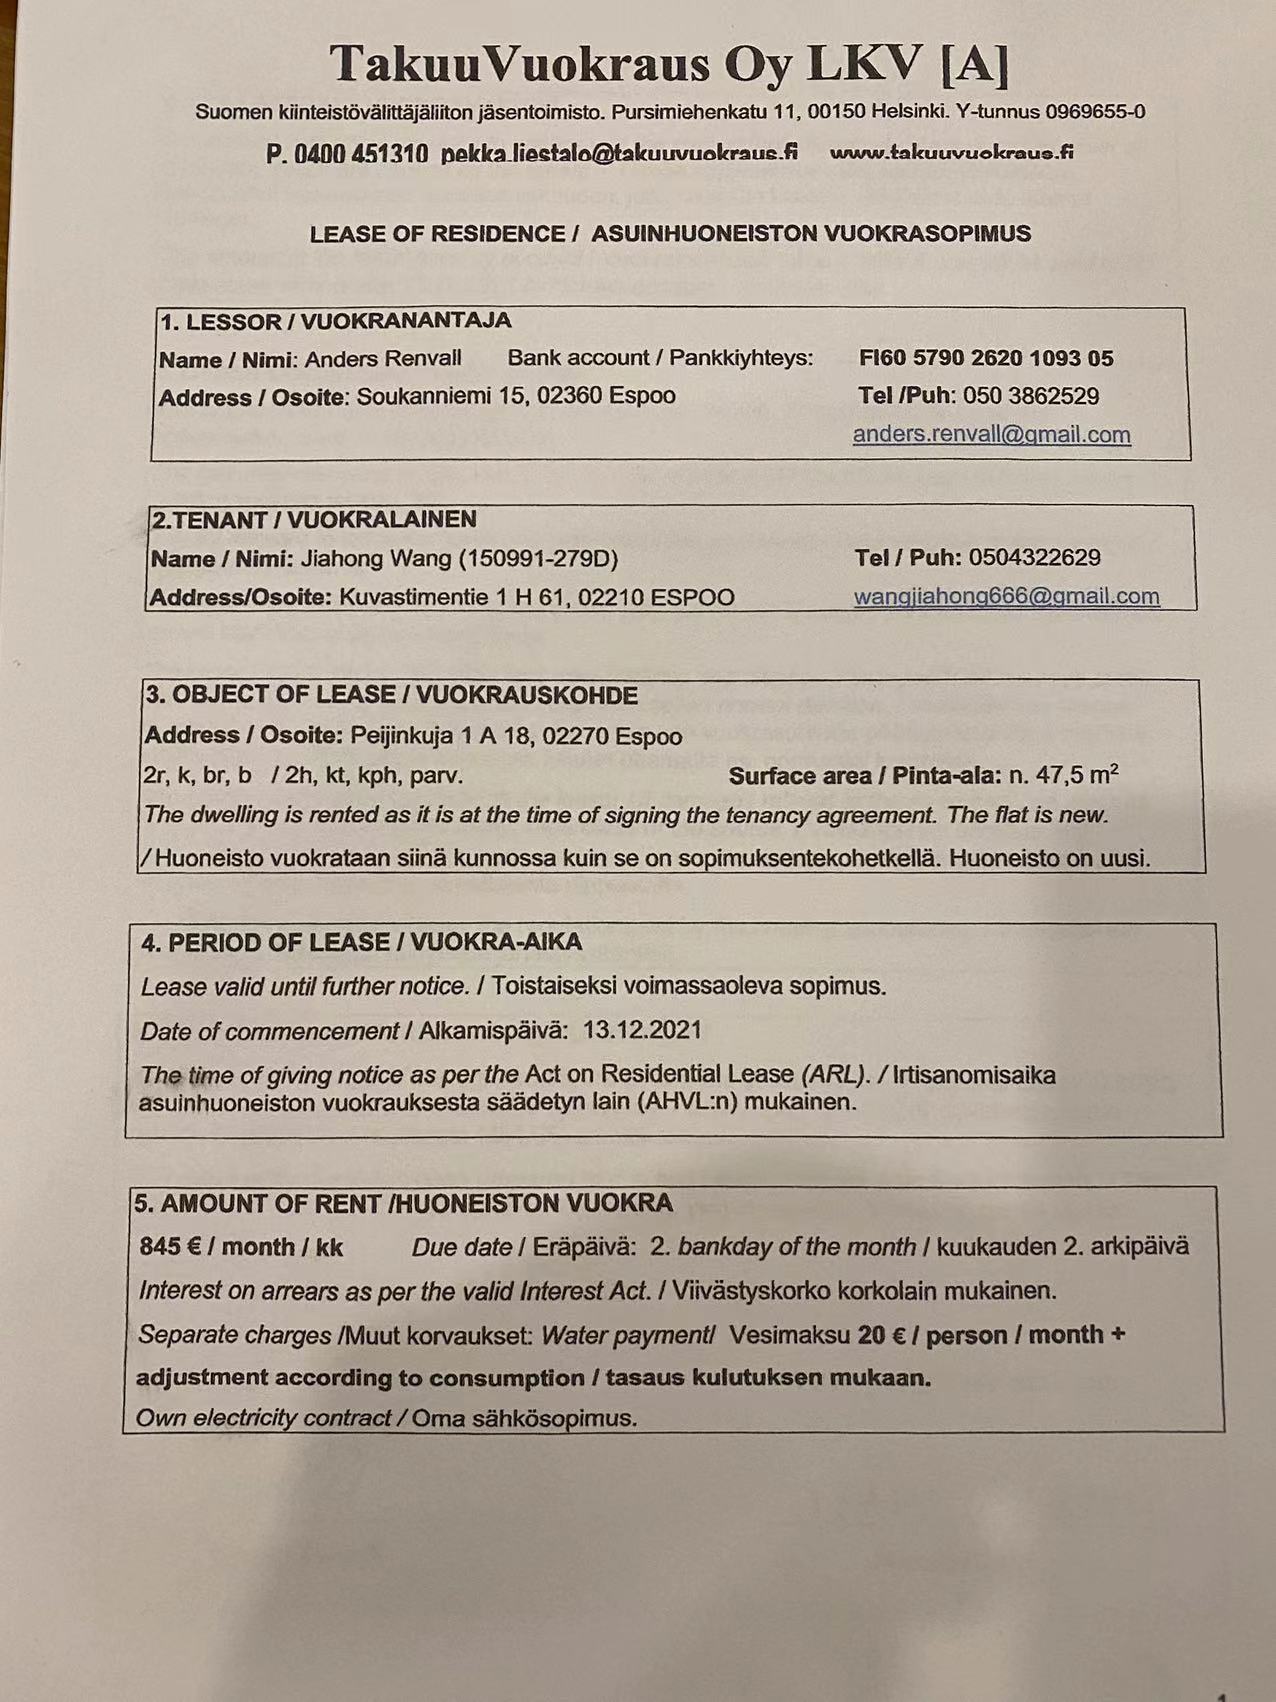 TakuuVuokraus Oy LKV [A]
Suomen kiinteistövälittäjäliiton jäsentoimisto. Pursimiehenkatu 11, 00150 Helsinki. Y-tunnus 0969655-0
P. 0400 451310 pekka.liestalo@takuuvuokraus.fi www.takuuvuokraus.fi
LEASE OF RESIDENCE / ASUINHUONEISTON VUOKRASOPIMUS
1. LESSOR / VUOKRANANTAJA
Name / Nimi: Anders Renvall Bank account / Pankkiyhteys: FI60 5790 2620 1093 05
Address / Osoite: Soukanniemi 15, 02360 Espoo Tel /Puh: 050 3862529
anders.renvall@gmail.com
2.TENANT / VUOKRALAINEN
Name / Nimi: Jiahong Wang (150991-279D) Tel / Puh: 0504322629
Address/Osoite: Kuvastimentie 1 H 61, 02210 ESPOO wangjiahong666@gmail.com
3. OBJECT OF LEASE / VUOKRAUSKOHDE
Address / Osoite: Peijinkuja 1 A 18, 02270 Espoo
2r, k, br, b / 2h, kt, kph, parv. Surface area / Pinta-ala: n. 47,5 m²
The dwelling is rented as it is at the time of signing the tenancy agreement. The flat is new.
/ Huoneisto vuokrataan siinä kunnossa kuin se on sopimuksentekohetkellä. Huoneisto on uusi.
4. PERIOD OF LEASE / VUOKRA-AIKA
Lease valid until further notice. / Toistaiseksi voimassaoleva sopimus.
Date of commencement / Alkamispäivä: 13.12.2021
The time of giving notice as per the Act on Residential Lease (ARL). / Irtisanomisaika
asuinhuoneiston vuokrauksesta säädetyn lain (AHVL:n) mukainen.
5. AMOUNT OF RENT /HUONEISTON VUOKRA
845 € / month / kk Due date / Eräpäivä: 2. bankday of the month / kuukauden 2. arkipäivä
Interest on arrears as per the valid Interest Act. / Viivästyskorko korkolain mukainen.
Separate charges /Muut korvaukset: Water payment/ Vesimaksu 20 € / person / month +
adjustment according to consumption / tasaus kulutuksen mukaan.
Own electricity contract / Oma sähkösopimus.